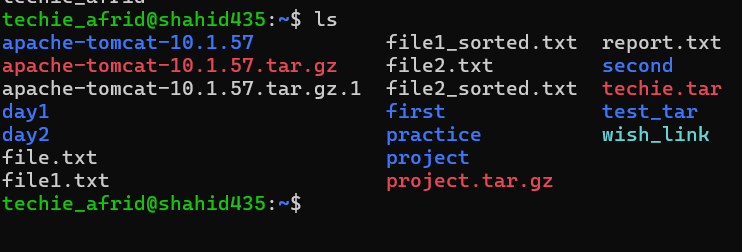 techie_afrid
techie_afrid@shahid435:~$ ls
apache-tomcat-10.1.57 file1_sorted.txt report.txt
apache-tomcat-10.1.57.tar.gz file2.txt second
apache-tomcat-10.1.57.tar.gz.1 file2_sorted.txt techie.tar
day1 first test_tar
day2 practice wish_link
file.txt project
file1.txt project.tar.gz
techie_afrid@shahid435:~$